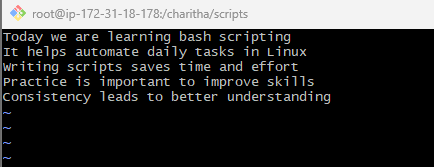 root@ip-172-31-18-178:/charitha/scripts
Today we are learning bash scripting
It helps automate daily tasks in Linux
Writing scripts saves time and effort
Practice is important to improve skills
Consistency leads to better understanding
~
~
~
~